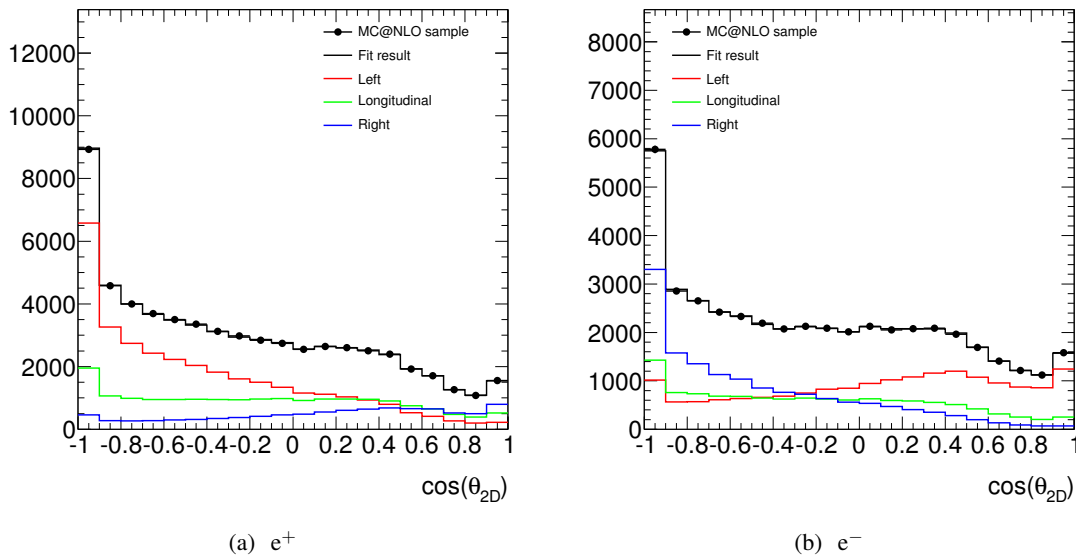 12000
10000
8000
6000
4000
2000
0
-1 -0.8 -0.6 -0.4 -0.2 0 0.2 0.4 0.6 0.8 1
cos(θ2D)
MC@NLO sample
Fit result
Left
Longitudinal
Right
(a) e+
8000
7000
6000
5000
4000
3000
2000
1000
0
-1 -0.8 -0.6 -0.4 -0.2 0 0.2 0.4 0.6 0.8 1
cos(θ2D)
MC@NLO sample
Fit result
Left
Longitudinal
Right
(b) e−